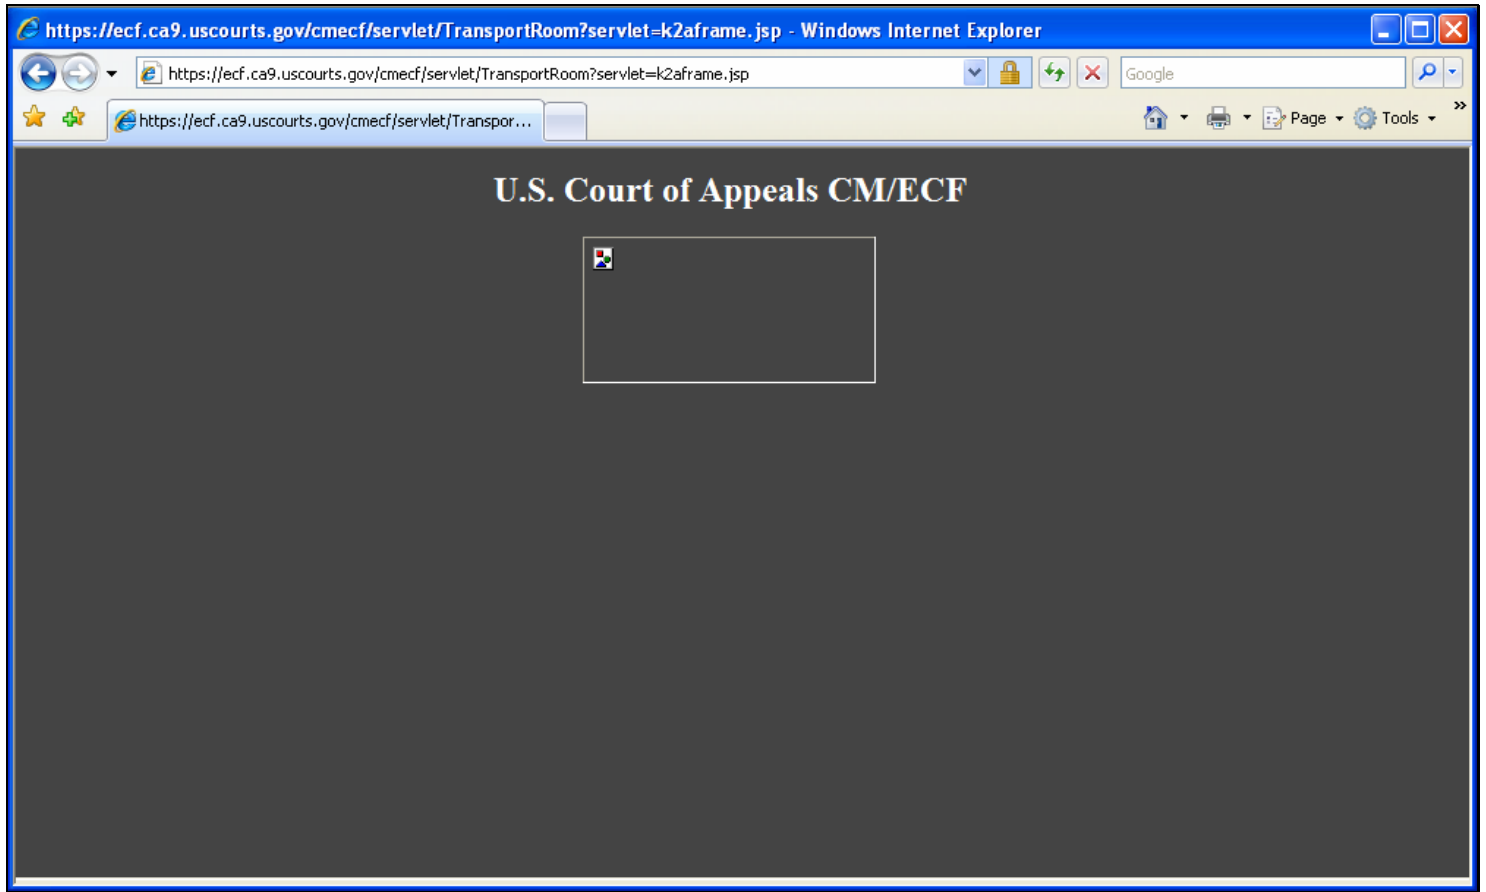 https://ecf.ca9.uscourts.gov/cmecf/servlet/TransportRoom?servlet=k2aframe.jsp - Windows Internet Explorer
https://ecf.ca9.uscourts.gov/cmecf/servlet/TransportRoom?servlet=k2aframe.jsp
Google
https://ecf.ca9.uscourts.gov/cmecf/servlet/Transpor...
Page
Tools
»
U.S. Court of Appeals CM/ECF